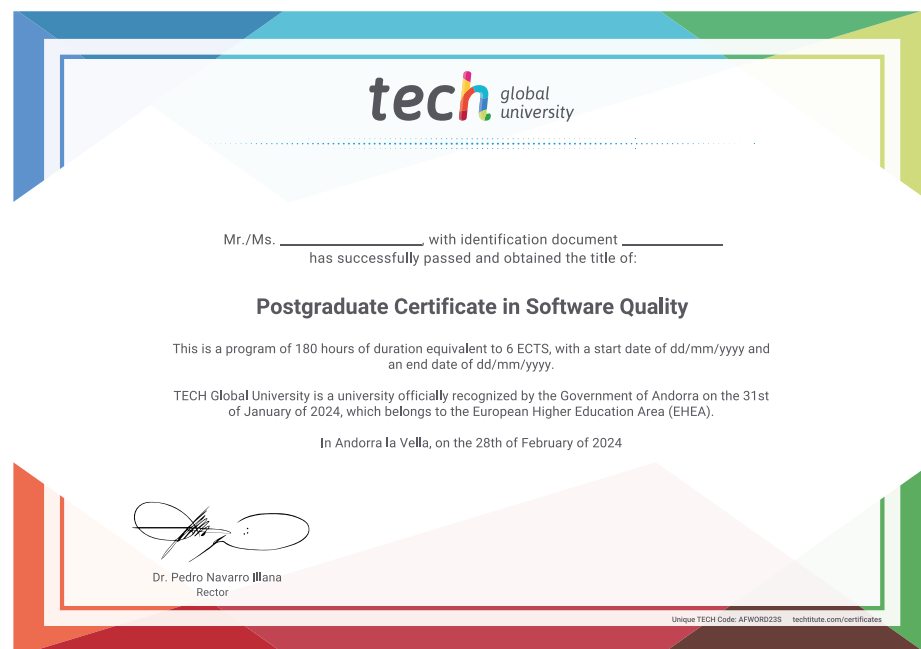 tech global
university
Mr./Ms. ____________, with identification document ____________
has successfully passed and obtained the title of:
Postgraduate Certificate in Software Quality
This is a program of 180 hours of duration equivalent to 6 ECTS, with a start date of dd/mm/yyyy and
an end date of dd/mm/yyyy.
TECH Global University is a university officially recognized by the Government of Andorra on the 31st
of January of 2024, which belongs to the European Higher Education Area (EHEA).
In Andorra la Vella, on the 28th of February of 2024
Dr. Pedro Navarro Illana
Rector
Unique TECH Code: AFWORD23S techtitute.com/certificates